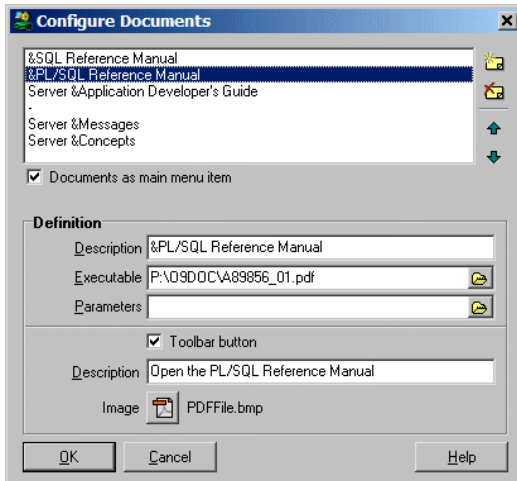 Configure Documents
&SQL Reference Manual
&PL/SQL Reference Manual
Server &Application Developer's Guide
-
Server &Messages
Server &Concepts
Documents as main menu item
Definition
Description &PL/SQL Reference Manual
Executable P:\O9DOC\A89856_01.pdf
Parameters
Toolbar button
Description Open the PL/SQL Reference Manual
Image PDFFile.bmp
OK Cancel Help